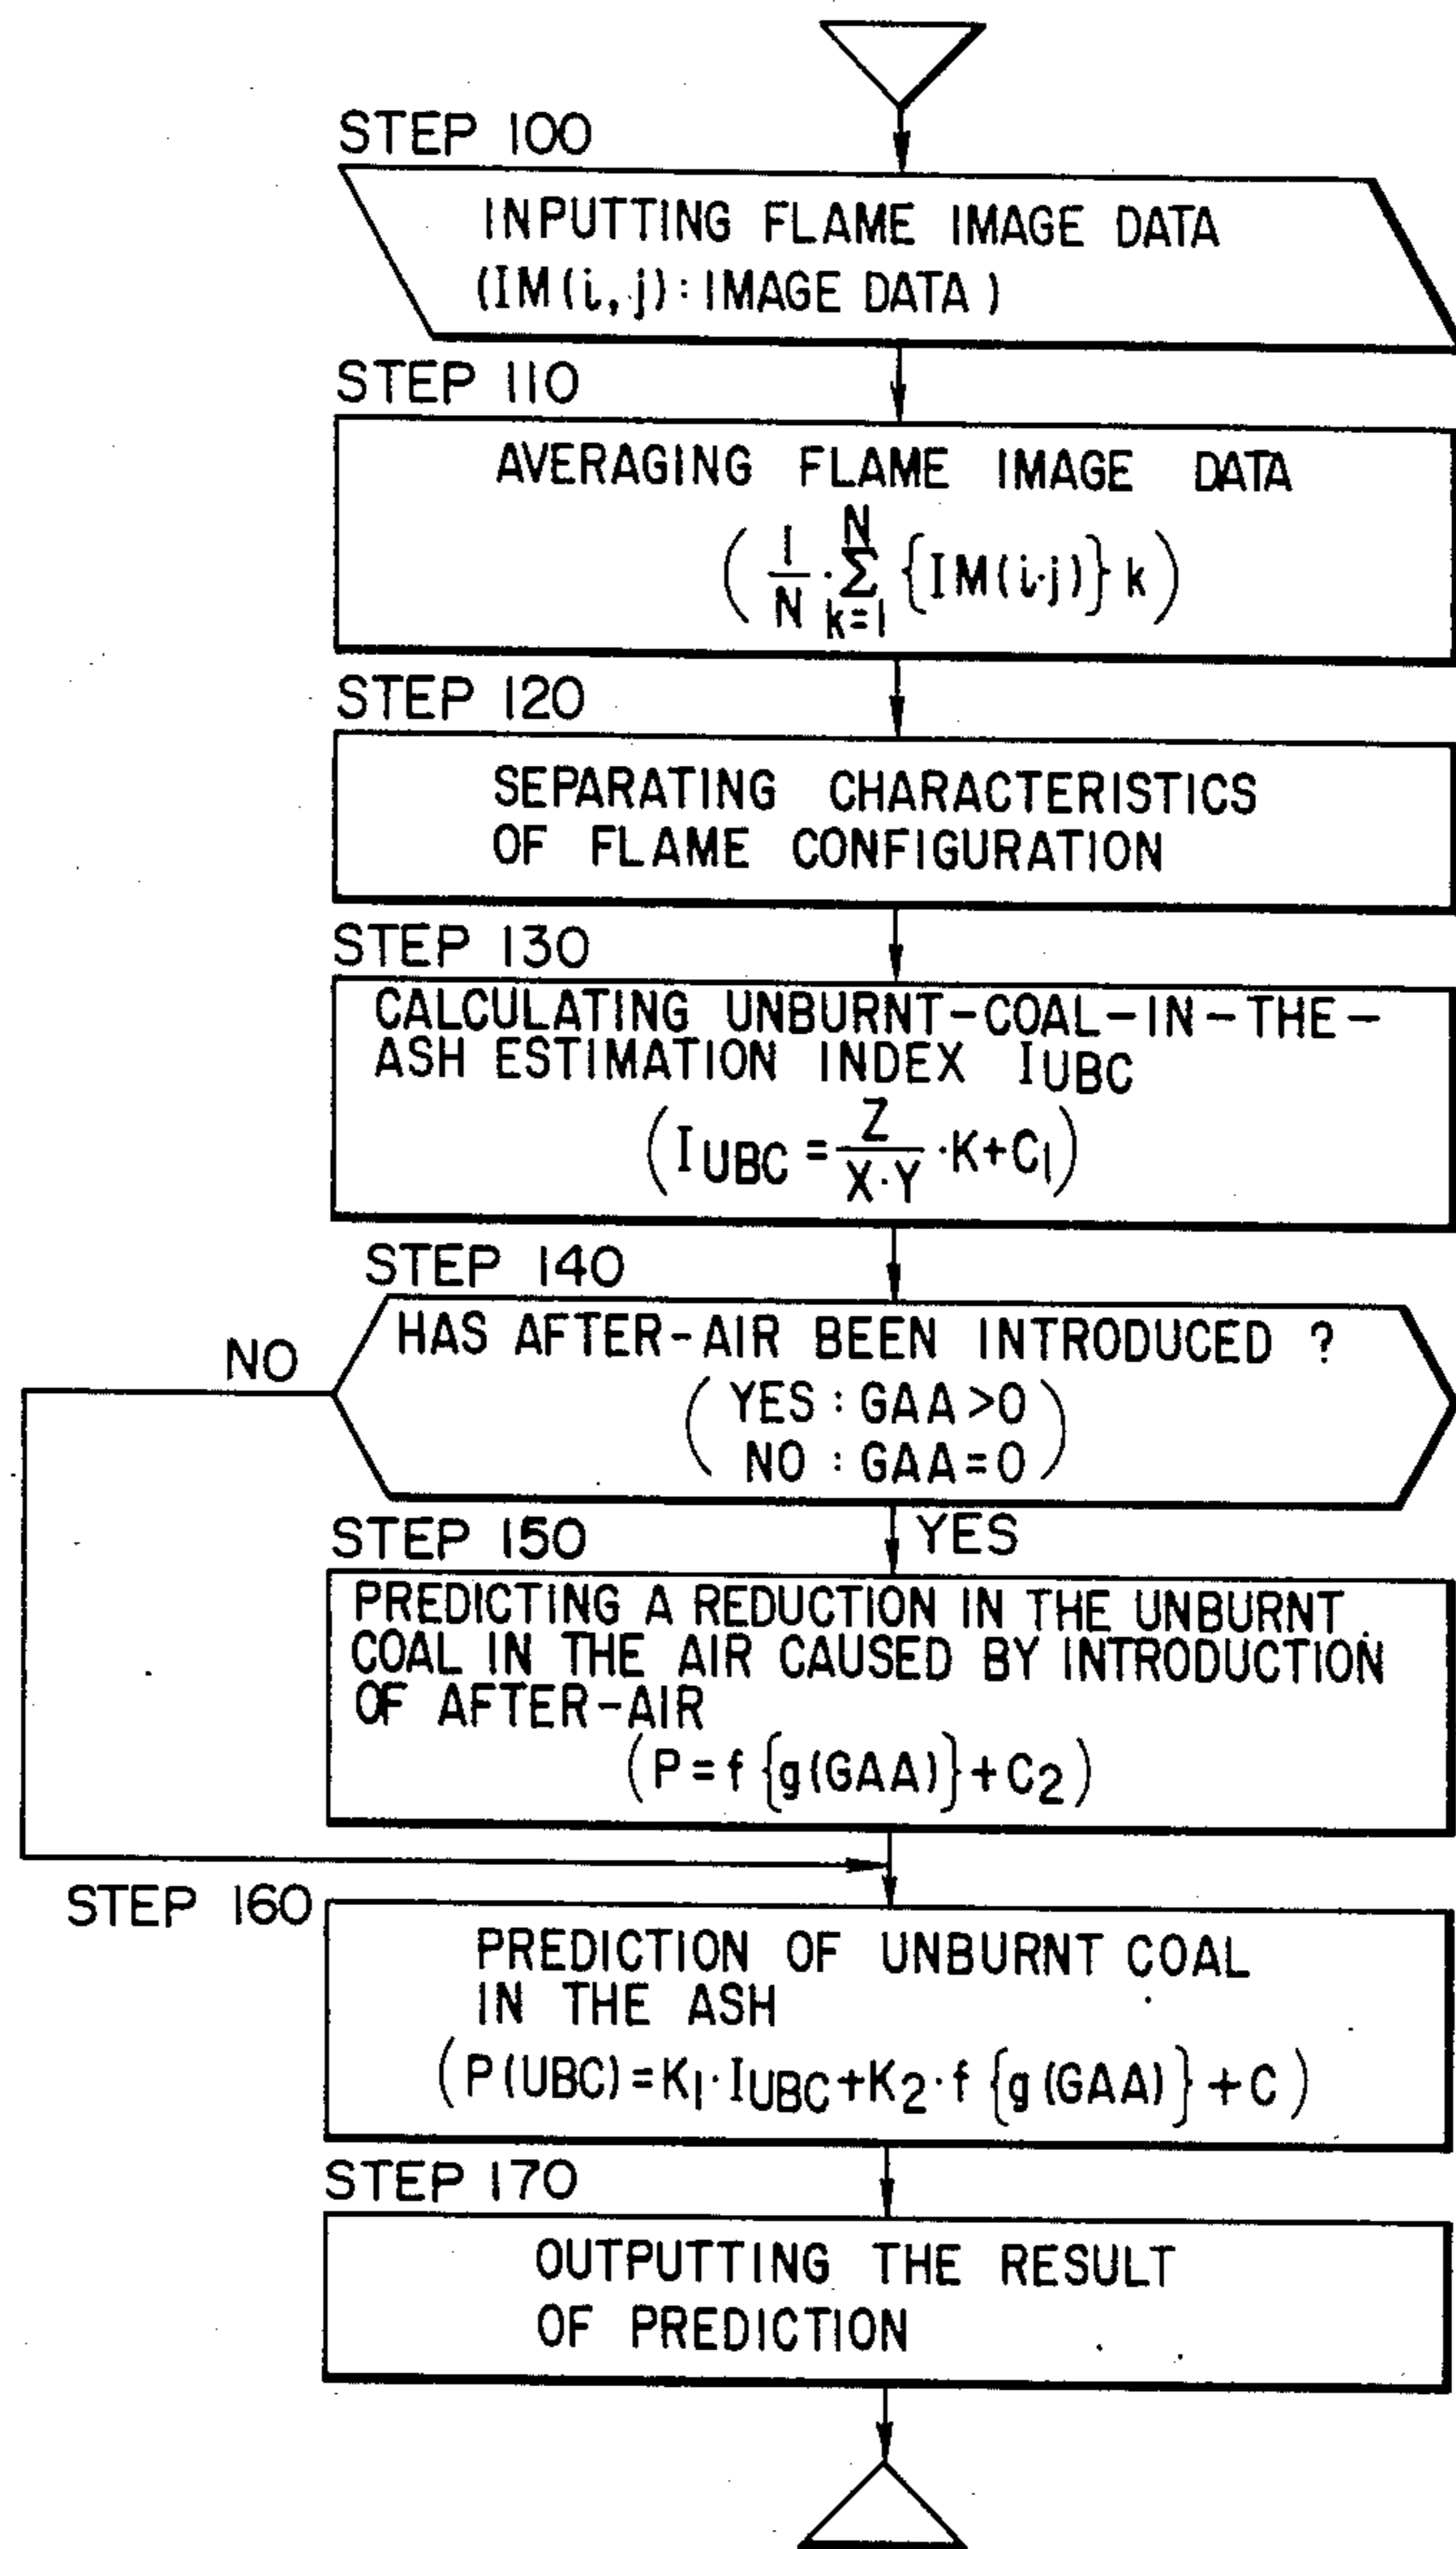 STEP 100
INPUTTING FLAME IMAGE DATA
(IM(i,j):IMAGE DATA)
STEP 110
AVERAGING FLAME IMAGE DATA
( 1/N · N Σ k=1 {IM(i·j)} k )
STEP 120
SEPARATING CHARACTERISTICS
OF FLAME CONFIGURATION
STEP 130
CALCULATING UNBURNT-COAL-IN-THE-
ASH ESTIMATION INDEX IUBC
(IUBC = Z/X·Y ·K+C1)
STEP 140
HAS AFTER-AIR BEEN INTRODUCED ?
NO
( YES : GAA >0
NO : GAA = 0 )
YES
STEP 150
PREDICTING A REDUCTION IN THE UNBURNT
COAL IN THE AIR CAUSED BY INTRODUCTION
OF AFTER-AIR
(P = f {g(GAA)} + C2)
STEP 160
PREDICTION OF UNBURNT COAL
IN THE ASH
(P(UBC) = K1·IUBC+K2·f {g(GAA)} + C)
STEP 170
OUTPUTTING THE RESULT
OF PREDICTION